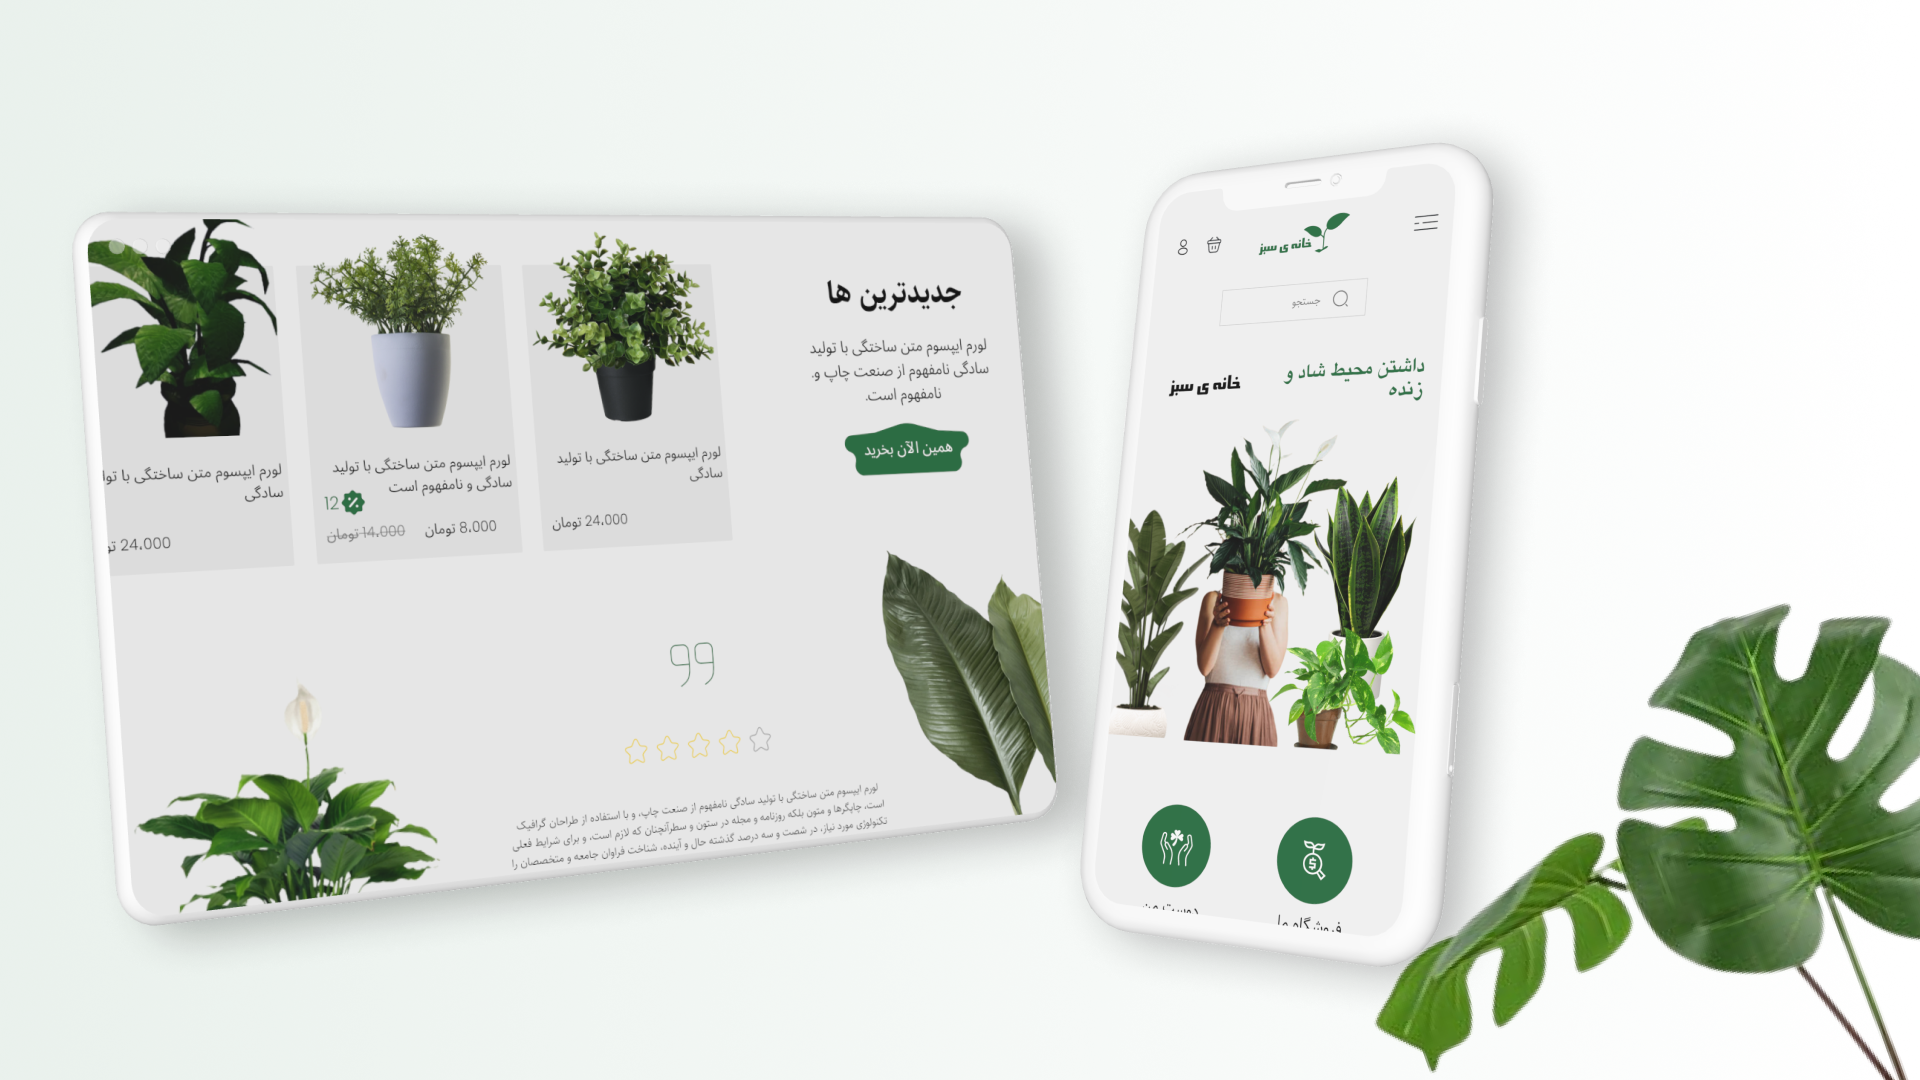 جدیدترین ها
لورم ایپسوم متن ساختگی با تولید
سادگی نامفهوم از صنعت چاپ و.
نامفهوم است.
همین الآن بخرید
لورم ایپسوم متن ساختگی با تولید
سادگی
24،000 تومان
لورم ایپسوم متن ساختگی با تولید
سادگی و نامفهوم است
12
8،000 تومان
14،000 تومان
لورم ایپسوم متن ساختگی با تولا
سادگی
24،000 تو
لورم ایپسوم متن ساختگی با تولید سادگی نامفهوم از صنعت چاپ، و با استفاده از طراحان گرافیک
است، چاپگرها و متون بلکه روزنامه و مجله در ستون و سطرآنچنان که لازم است، و برای شرایط فعلی
تکنولوژی مورد نیاز، در شصت و سه درصد گذشته حال و آینده، شناخت فراوان جامعه و متخصصان را
خانه ی سبز
جستجو
داشتن محیط شاد و
زنده
خانه ی سبز
فروشگاه ما